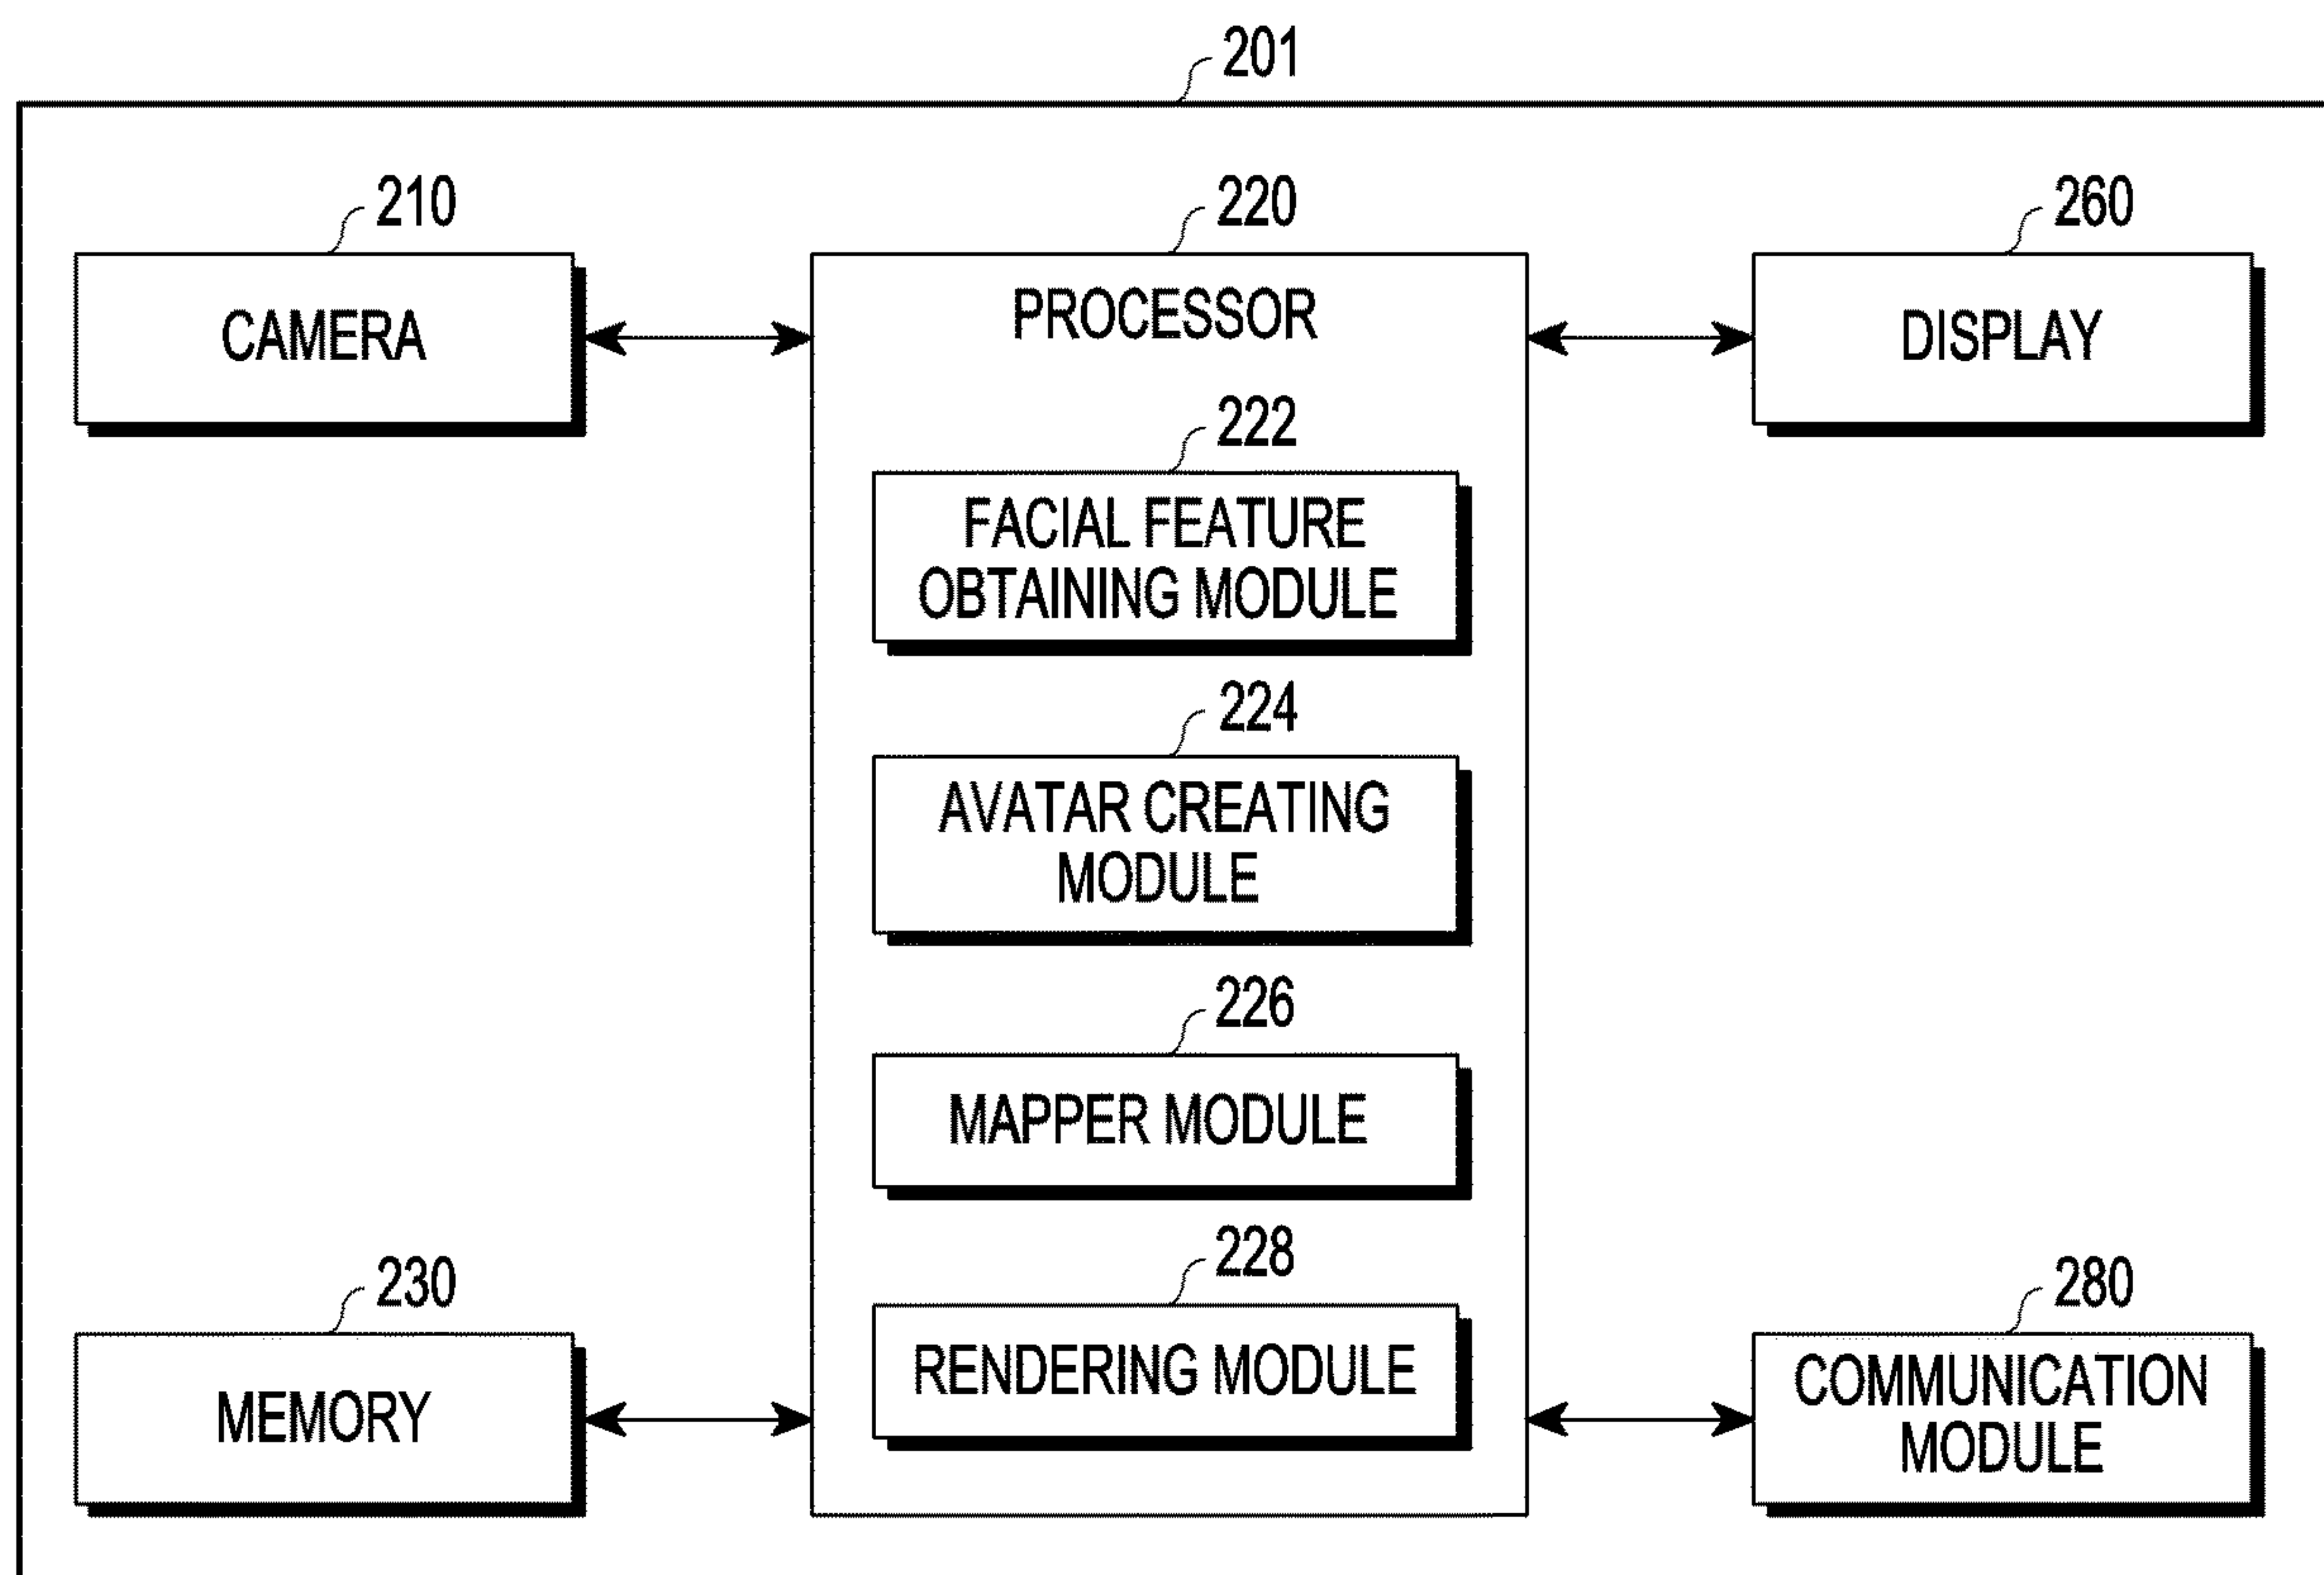 201
210
220
260
CAMERA
PROCESSOR
DISPLAY
222
FACIAL FEATURE
OBTAINING MODULE
224
AVATAR CREATING
MODULE
226
MAPPER MODULE
230
228
280
MEMORY
RENDERING MODULE
COMMUNICATION
MODULE